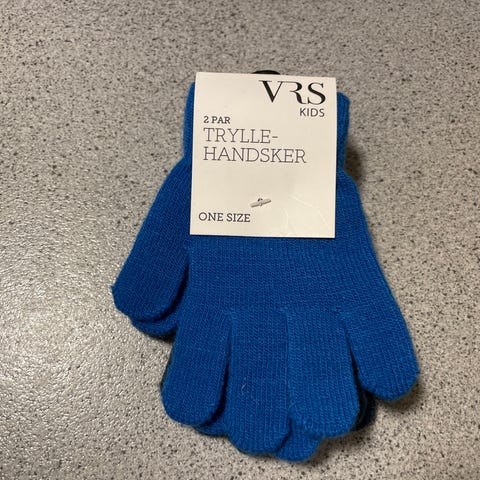 VRS
KIDS
2 PAR
TRYLLE-
HANDSKER
ONE SIZE